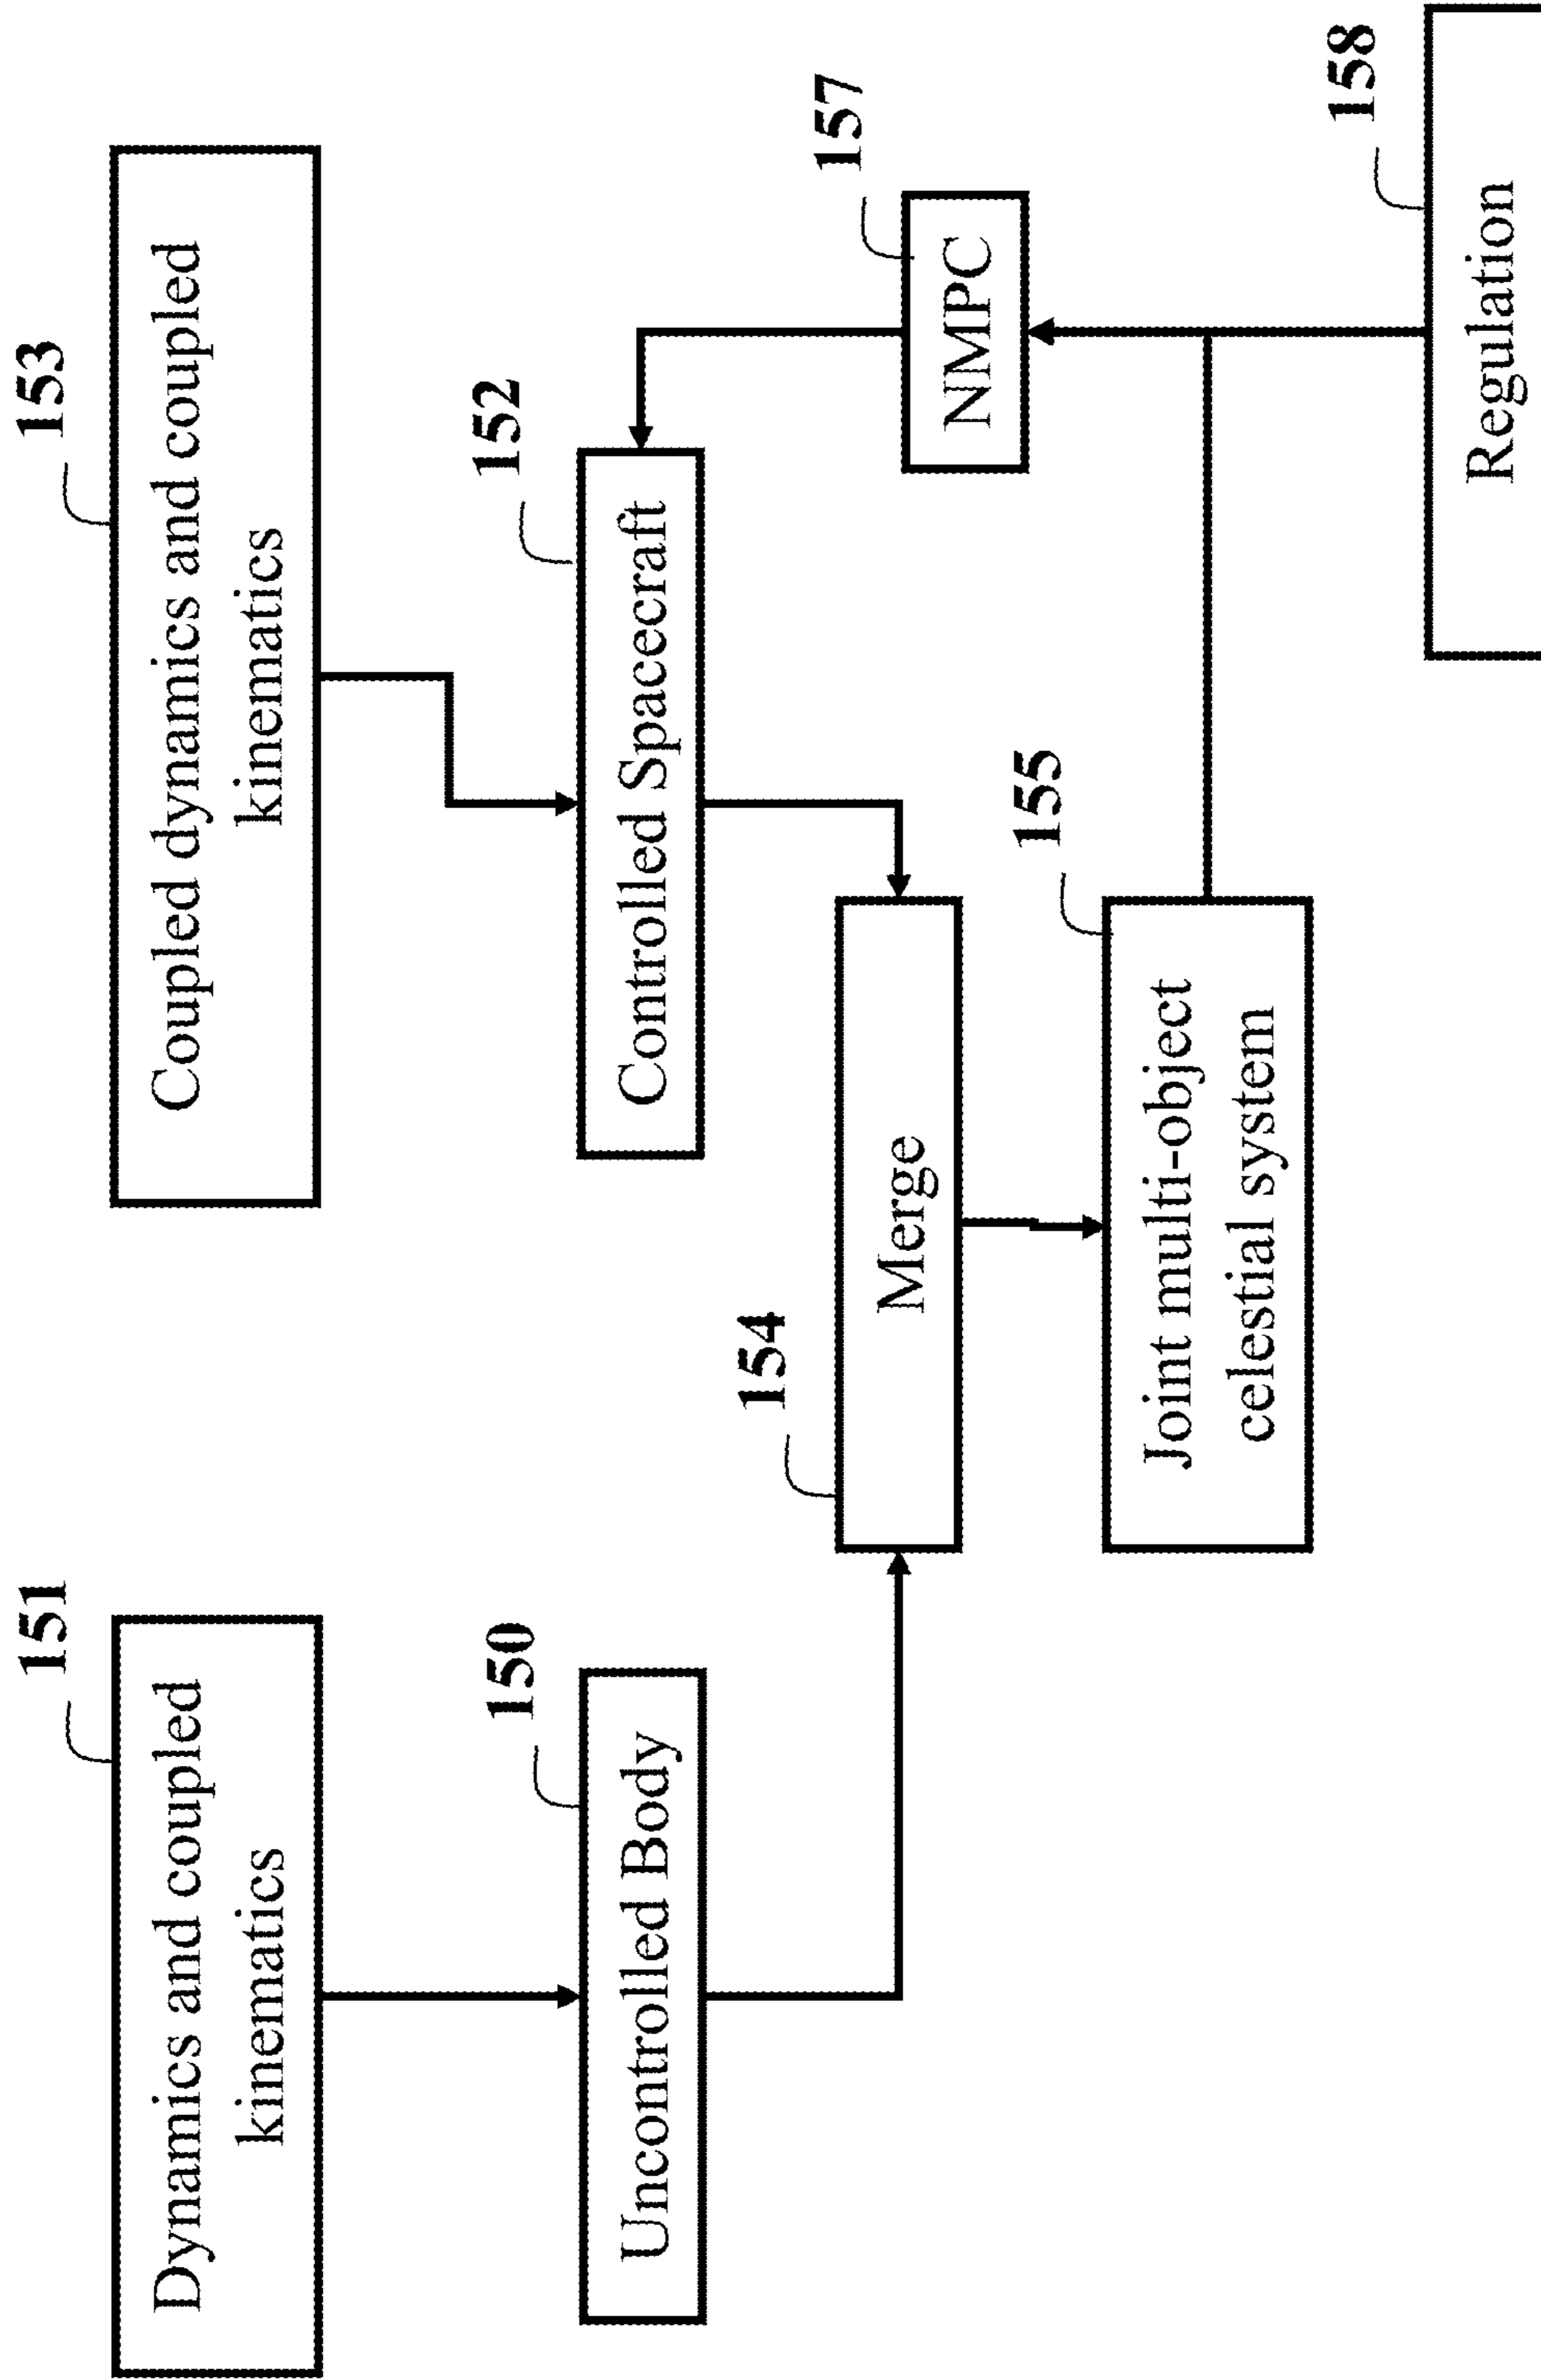 151
Dynamics and coupled
kinematics
153
Coupled dynamics and coupled
kinematics
150
Uncontrolled Body
152
Controlled Spacecraft
154
Merge
157
NMPC
155
Joint multi-object
celestial system
158
Regulation